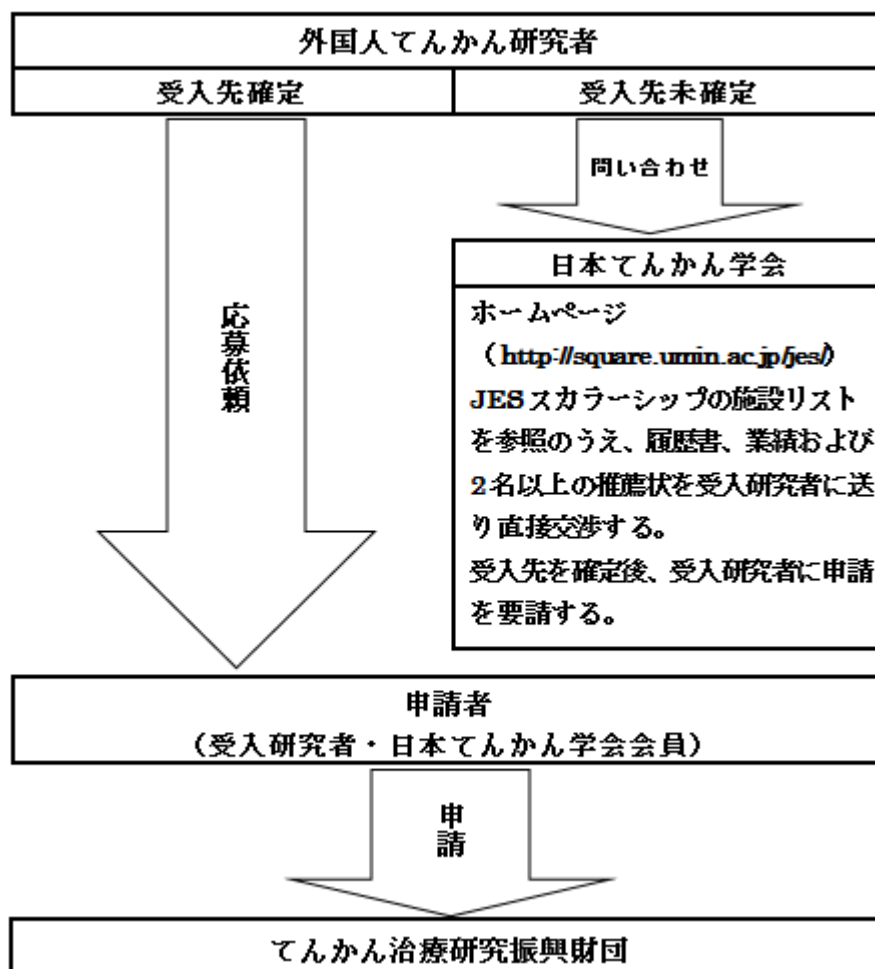 外国人てんかん研究者
受入先確定
受入先未確定
問い合わせ
応募依頼
日本てんかん学会
ホームページ
（http://square.umin.ac.jp/jes/）
JESスカラーシップの施設リスト
を参照のうえ、履歴書、業績および
2名以上の推薦状を受入研究者に送
り直接交渉する。
受入先を確定後、受入研究者に申請
を要請する。
申請者
（受入研究者・日本てんかん学会会員）
申請
てんかん治療研究振興財団